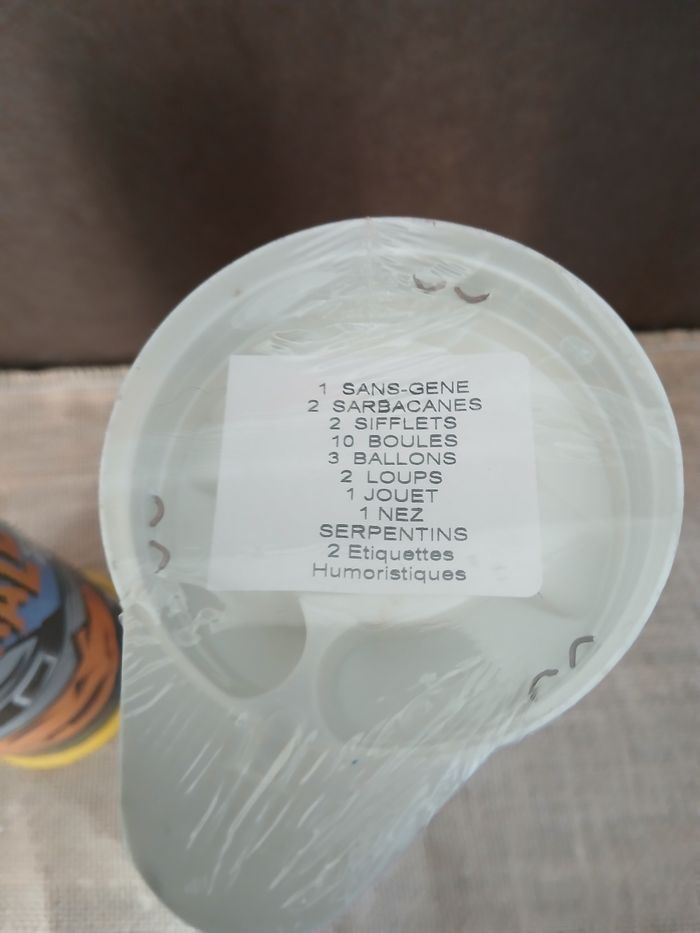 1 SANS-GENE
2 SARBACANES
2 SIFFLETS
10 BOULES
3 BALLONS
2 LOUPS
1 JOUET
1 NEZ
SERPENTINS
2 Etiquettes
Humoristiques